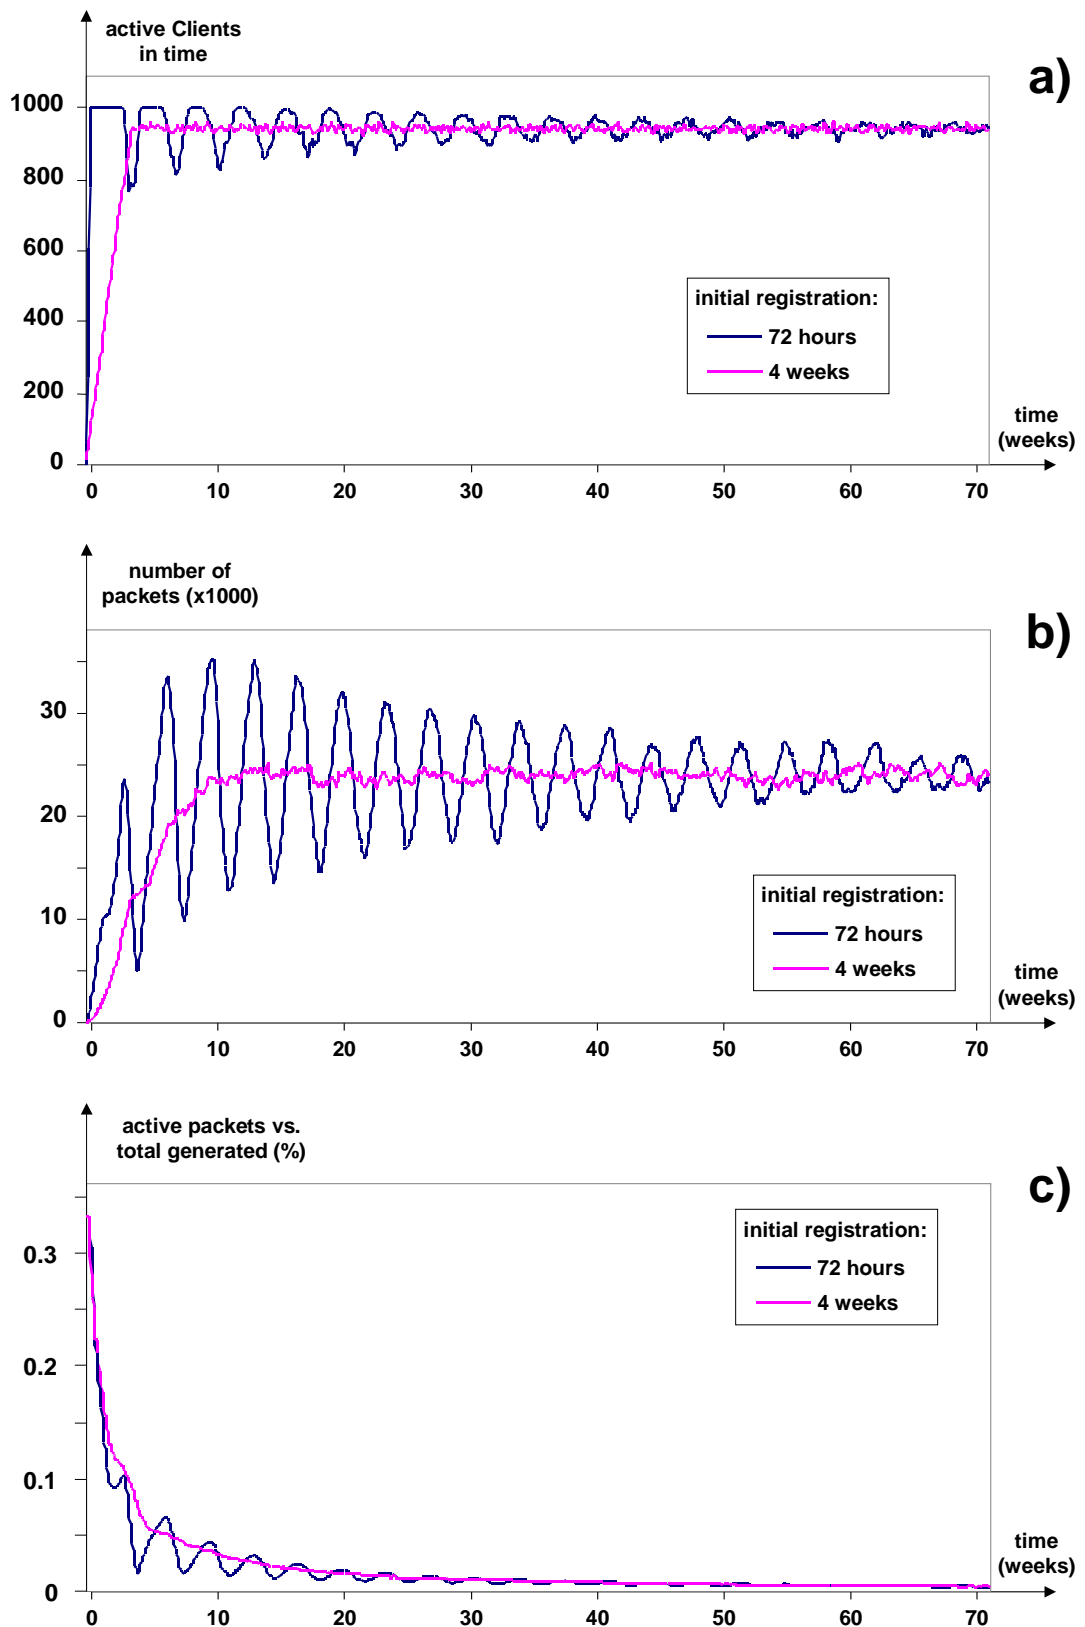 active Clients
in time
a)
1000
800
600
400
200
0
initial registration:
72 hours
4 weeks
time
(weeks)
0 10 20 30 40 50 60 70
number of
packets (x1000)
b)
30
20
10
0
initial registration:
72 hours
4 weeks
time
(weeks)
0 10 20 30 40 50 60 70
active packets vs.
total generated (%)
c)
0.3
0.2
0.1
0
initial registration:
72 hours
4 weeks
time
(weeks)
0 10 20 30 40 50 60 70